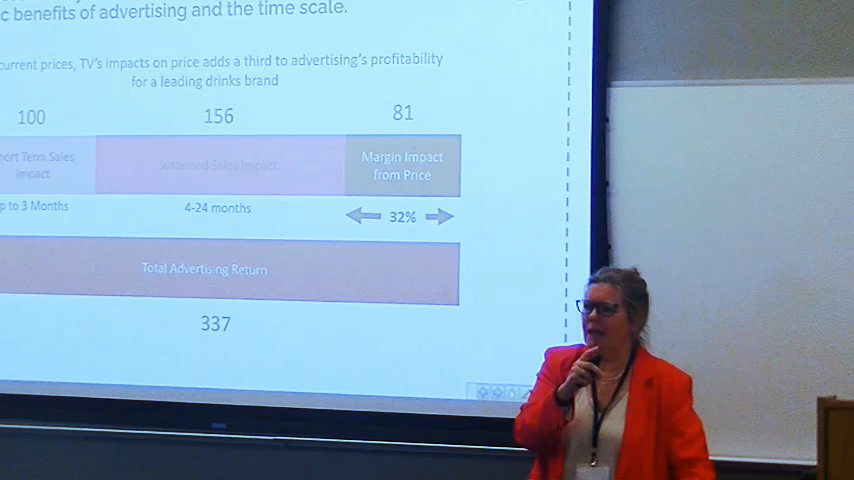 c benefits of advertising and the time scale.
current prices, TV's impacts on price adds a third to advertising's profitability
for a leading drinks brand
100 156 81
hort Term Sales
Impact
Sustained Sales Impact
Margin Impact
from Price
p to 3 Months 4-24 months 32%
Total Advertising Return
337